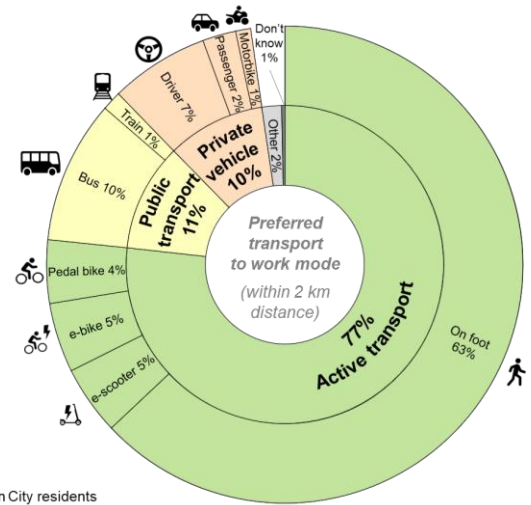 Don't
know
1%
Motorbike 1%
Passenger 2%
Driver 7%
Train 1%
Bus 10%
Pedal bike 4%
e-bike 5%
e-scooter 5%
On foot
63%
Other 2%
Private
vehicle
10%
Public
transport
11%
77%
Active transport
Preferred
transport
to work mode
(within 2 km
distance)
City residents